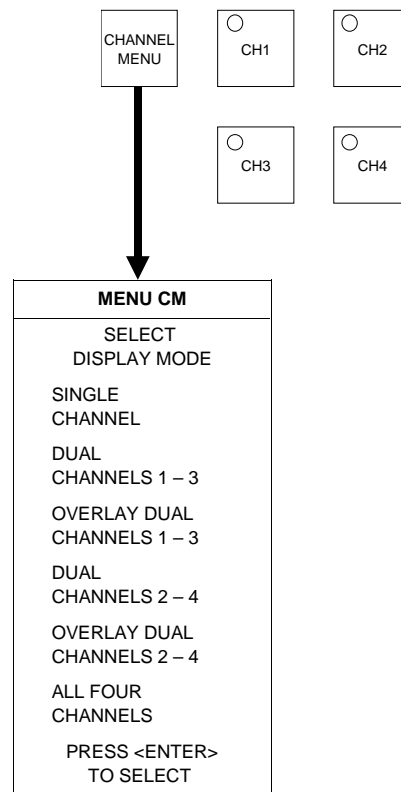 CHANNEL
MENU
CH1
CH2
CH3
CH4
MENU CM
SELECT
DISPLAY MODE
SINGLE
CHANNEL
DUAL
CHANNELS 1 – 3
OVERLAY DUAL
CHANNELS 1 – 3
DUAL
CHANNELS 2 – 4
OVERLAY DUAL
CHANNELS 2 – 4
ALL FOUR
CHANNELS
PRESS <ENTER>
TO SELECT